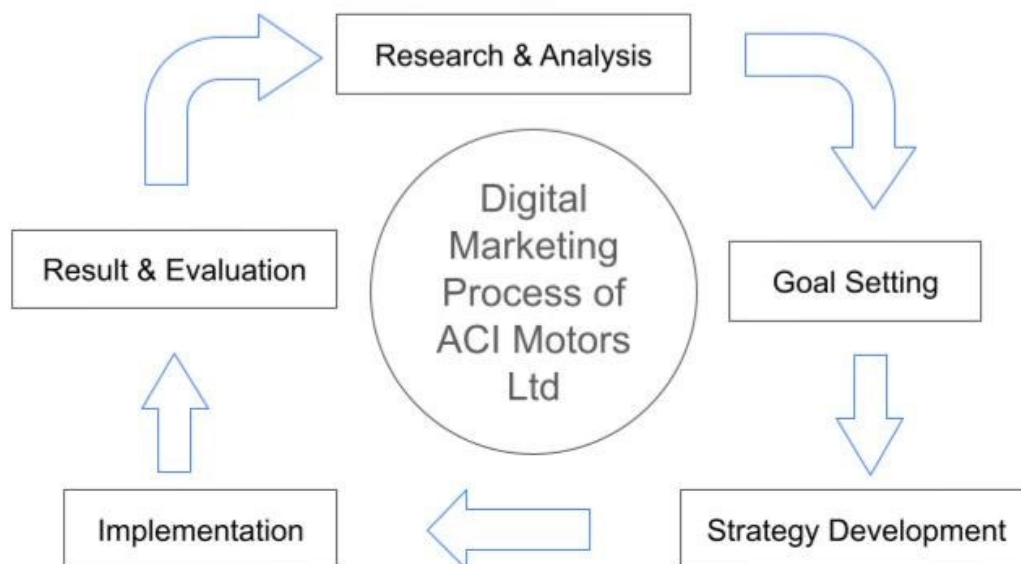 Research & Analysis
Digital
Marketing
Process of
ACI Motors
Ltd
Result & Evaluation
Goal Setting
Implementation
Strategy Development